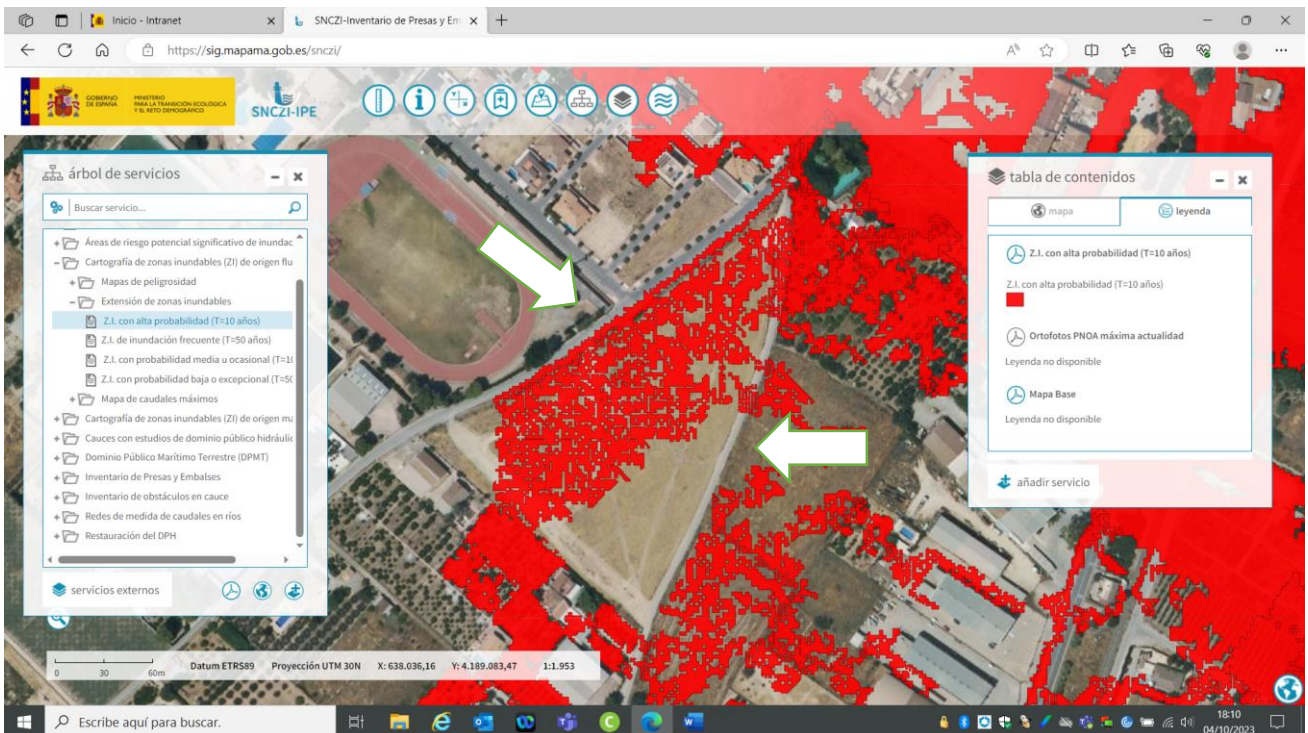 Inicio - Intranet
SNCZI-Inventario de Presas y Em
https://sig.mapama.gob.es/snczi/
GOBIERNO DE ESPAÑA
MINISTERIO
PARA LA TRANSICIÓN ECOLÓGICA
Y EL RETO DEMOGRÁFICO
SNCZI-IPE
árbol de servicios
Buscar servicio...
Áreas de riesgo potencial significativo de inundac
Cartografía de zonas inundables (ZI) de origen flu
Mapas de peligrosidad
Extensión de zonas inundables
Z.I. con alta probabilidad (T=10 años)
Z.I. de inundación frecuente (T=50 años)
Z.I. con probabilidad media u ocasional (T=1
Z.I. con probabilidad baja o excepcional (T=50
Mapa de caudales máximos
Cartografía de zonas inundables (ZI) de origen ma
Cauces con estudios de dominio público hidráulic
Dominio Público Marítimo Terrestre (DPMT)
Inventario de Presas y Embalses
Inventario de obstáculos en cauce
Redes de medida de caudales en ríos
Restauración del DPH
servicios externos
tabla de contenidos
mapa
leyenda
Z.I. con alta probabilidad (T=10 años)
Z.I. con alta probabilidad (T=10 años)
Ortofotos PNOA máxima actualidad
Leyenda no disponible
Mapa Base
Leyenda no disponible
añadir servicio
0 30 60m
Datum ETRS89 Proyección UTM 30N X: 638.036,16 Y: 4.189.083,47 1:1.953
Escribe aquí para buscar.
18:10
04/10/2023